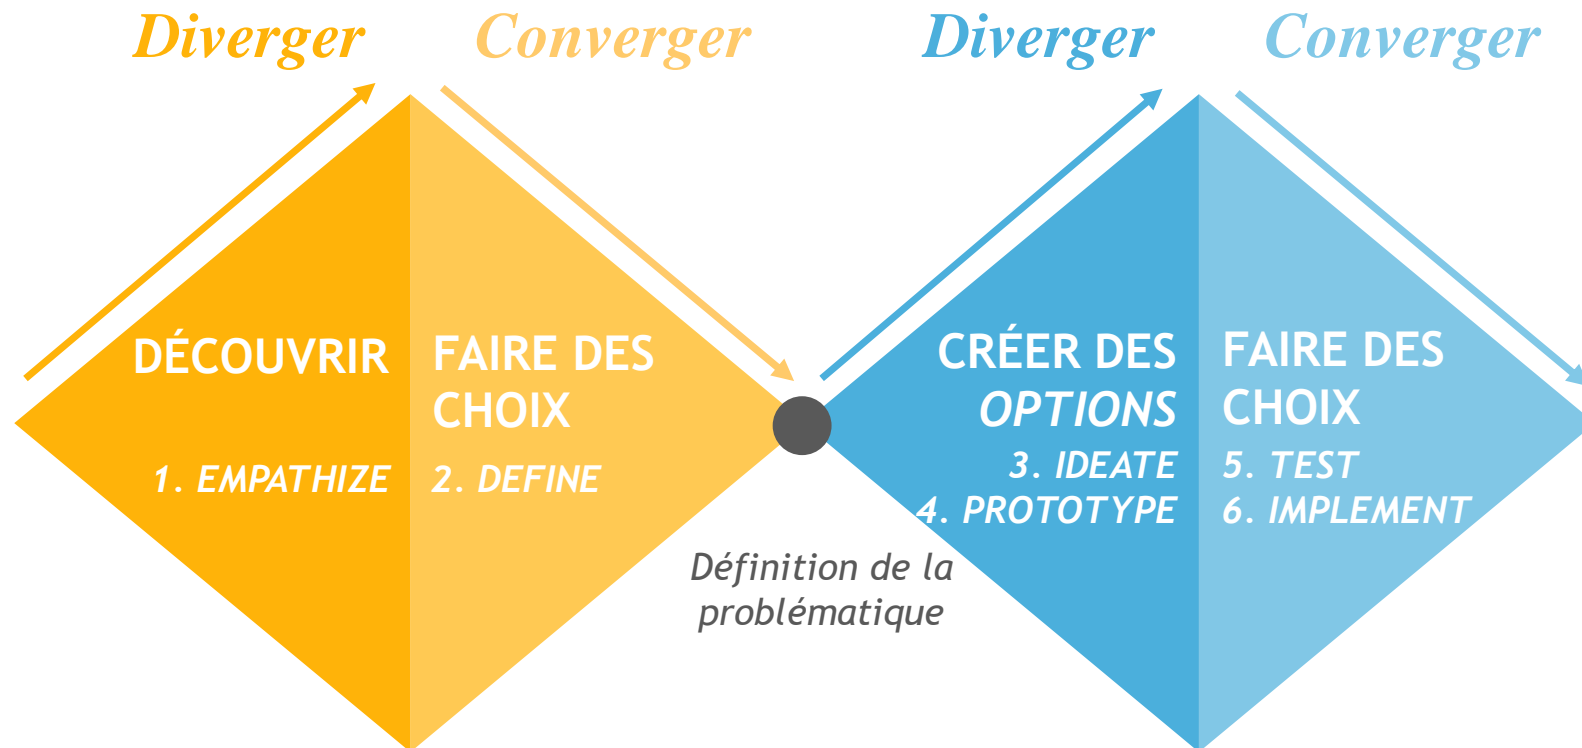 Diverger
Converger
Diverger
Converger
DÉCOUVRIR
1. EMPATHIZE
FAIRE DES
CHOIX
2. DEFINE
Définition de la
problématique
CRÉER DES
OPTIONS
3. IDEATE
4. PROTOTYPE
FAIRE DES
CHOIX
5. TEST
6. IMPLEMENT